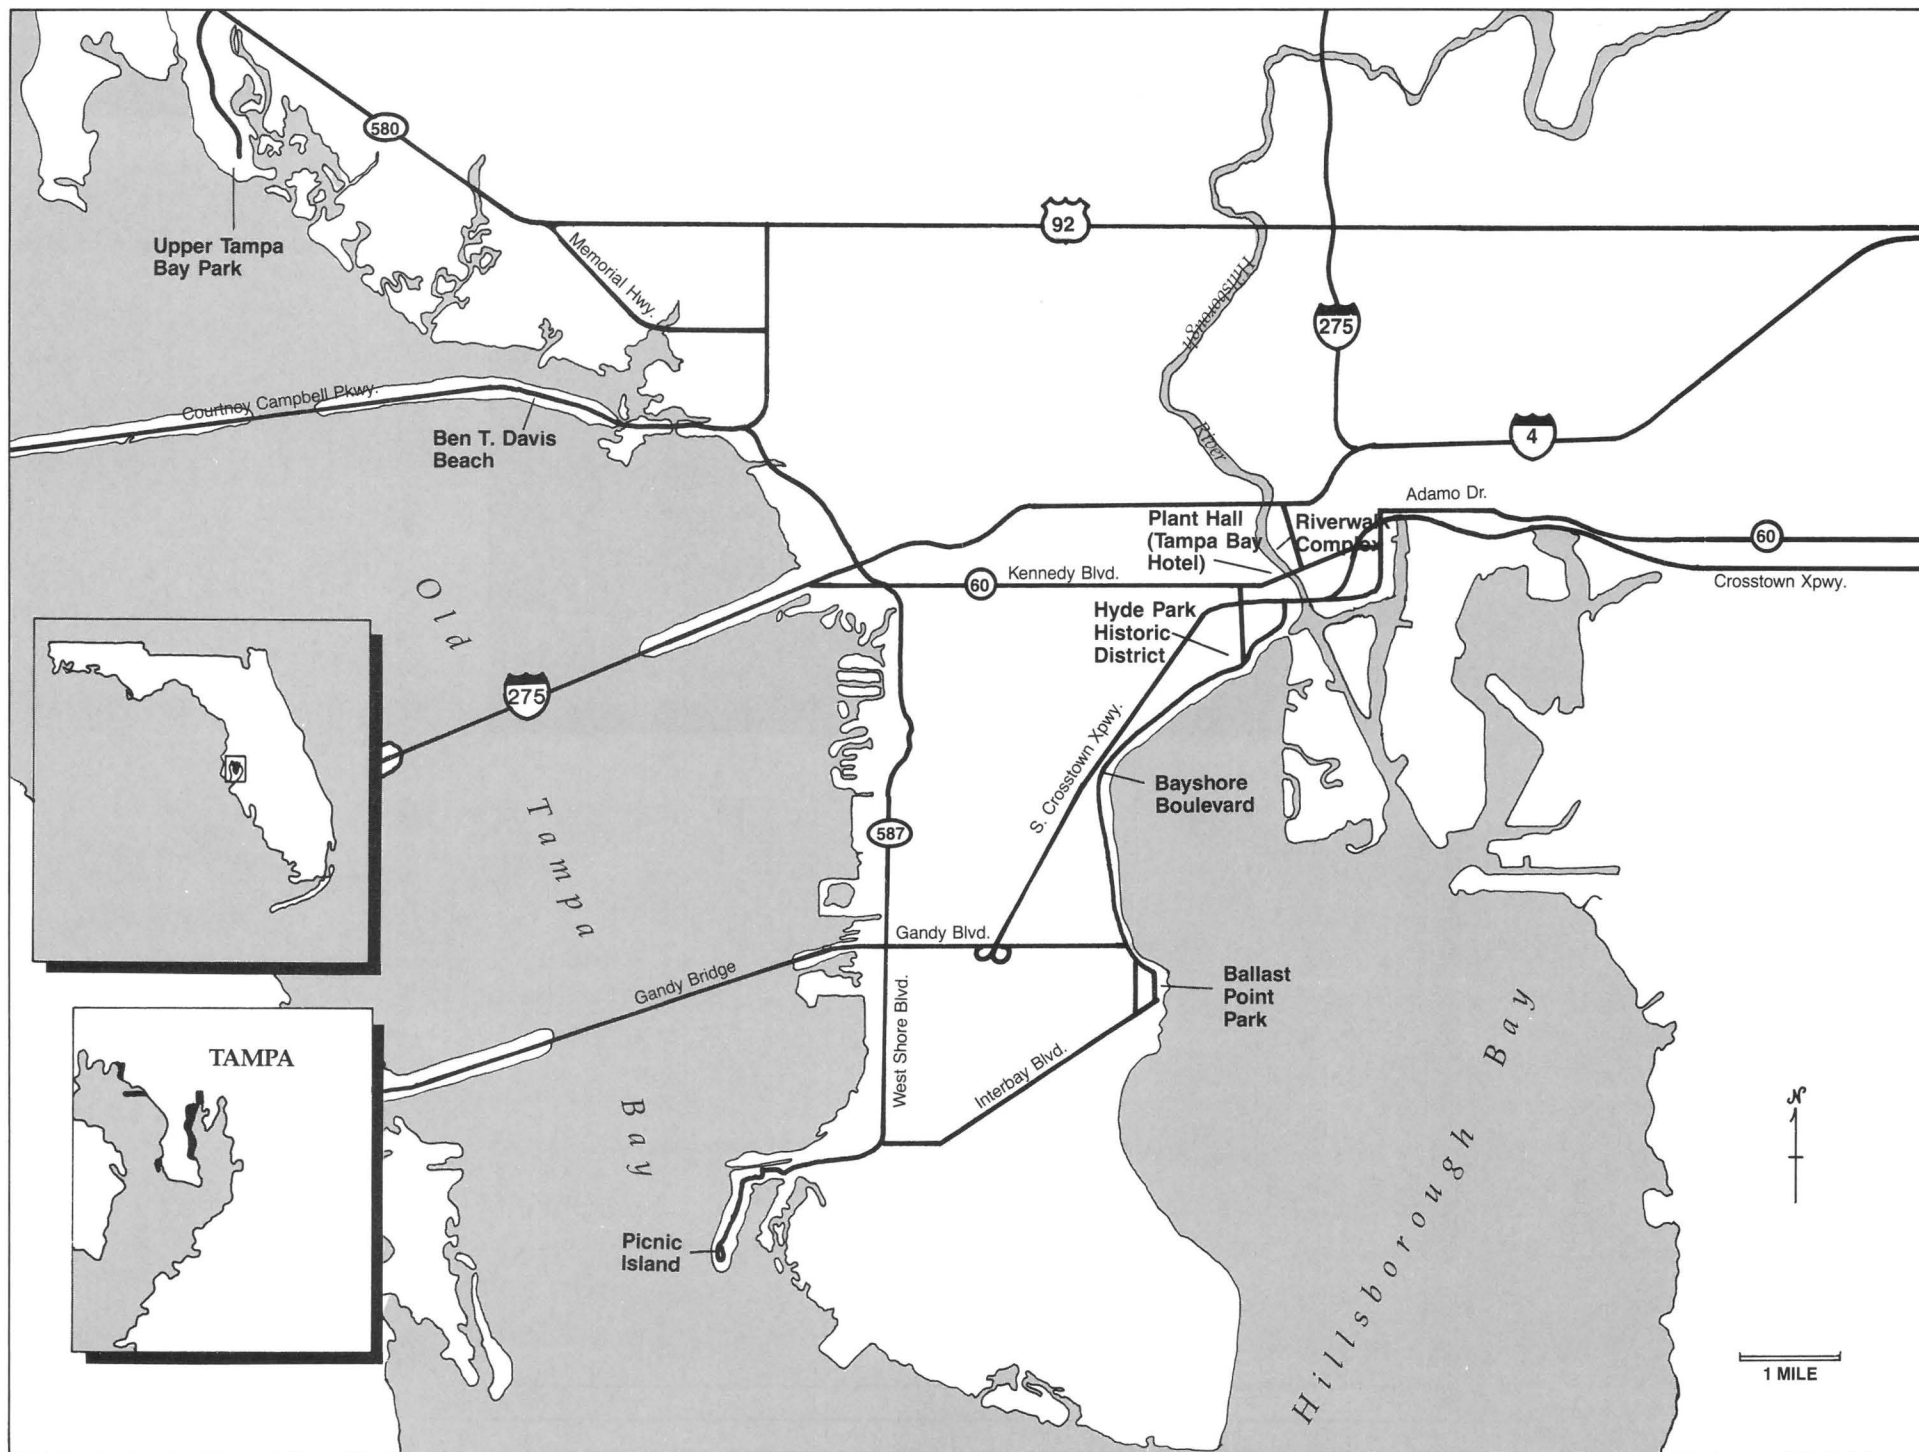 580
Upper Tampa
Bay Park
92
Memorial Hwy.
Hillsborough
River
275
Courtney Campbell Pkwy.
Ben T. Davis
Beach
4
Adamo Dr.
Plant Hall
(Tampa Bay
Hotel)
Riverwalk
Complex
60
Crosstown Xpwy.
60
Kennedy Blvd.
Hyde Park
Historic
District
Old
Tampa
Bay
275
S. Crosstown Xpwy.
Bayshore
Boulevard
587
Gandy Blvd.
Gandy Bridge
West Shore Blvd.
Ballast
Point
Park
Interbay Blvd.
Hillsborough Bay
TAMPA
Picnic
Island
N
1 MILE